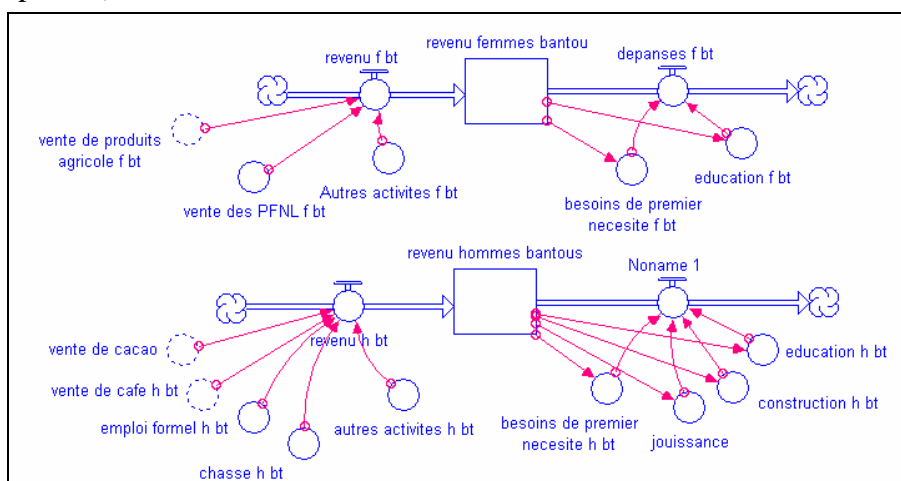 revenu femmes bantou
revenu f bt
depanses f bt
vente de produits
agricole f bt
Autres activites f bt
vente des PFNL f bt
besoins de premier
necesite f bt
education f bt
revenu hommes bantous
Noname 1
revenu h bt
vente de cacao
vente de cafe h bt
emploi formel h bt
chasse h bt
autres activites h bt
besoins de premier
necesite h bt
jouissance
construction h bt
education h bt